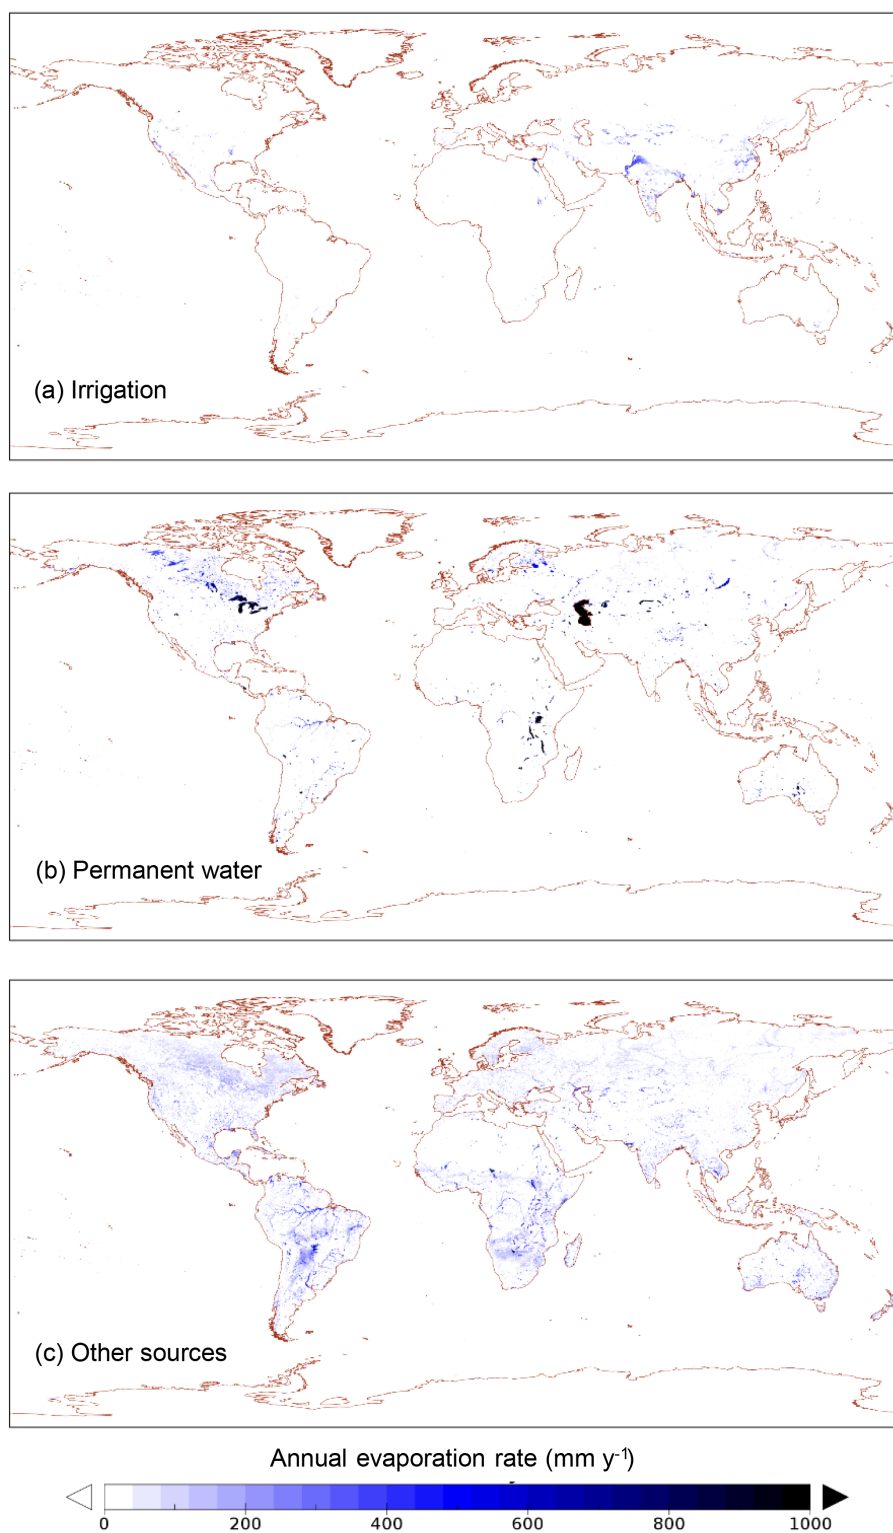 (a) Irrigation
(b) Permanent water
(c) Other sources
Annual evaporation rate (mm y⁻¹)
0 200 400 600 800 1000